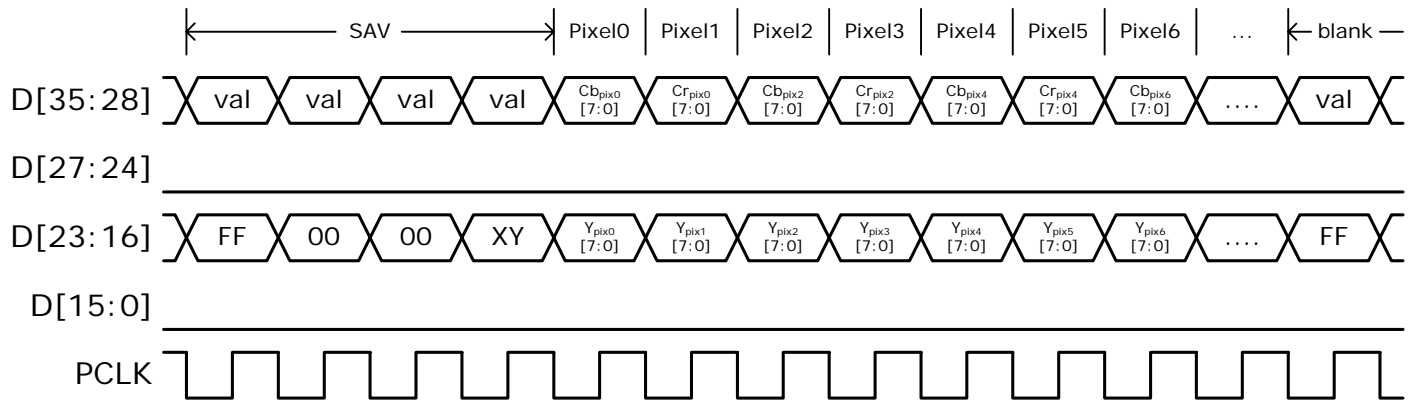 SAV Pixel0 Pixel1 Pixel2 Pixel3 Pixel4 Pixel5 Pixel6 ... blank
D[35:28] val val val val Cbpix0 [7:0] Crpix0 [7:0] Cbpix2 [7:0] Crpix2 [7:0] Cbpix4 [7:0] Crpix4 [7:0] Cbpix6 [7:0] .... val
D[27:24]
D[23:16] FF 00 00 XY Ypix0 [7:0] Ypix1 [7:0] Ypix2 [7:0] Ypix3 [7:0] Ypix4 [7:0] Ypix5 [7:0] Ypix6 [7:0] .... FF
D[15:0]
PCLK